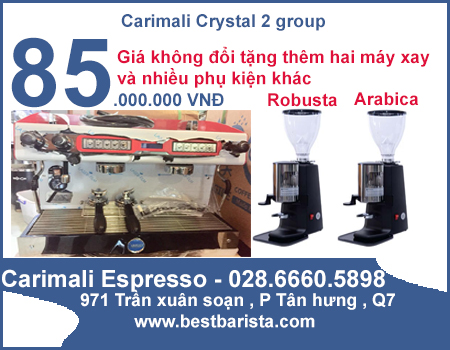 Carimali Crystal 2 group
85
Giá không đổi tặng thêm hai máy xay
và nhiều phụ kiện khác
.000.000 VNĐ
Robusta Arabica
Carimali Espresso - 028.6660.5898
971 Trần xuân soạn , P Tân hưng , Q7
www.bestbarista.com